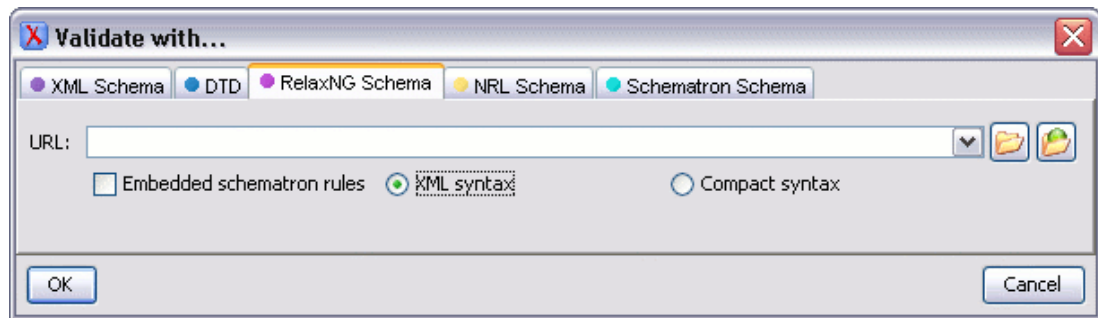 Validate with...
XML Schema DTD RelaxNG Schema NRL Schema Schematron Schema
URL:
Embedded schematron rules XML syntax Compact syntax
OK Cancel